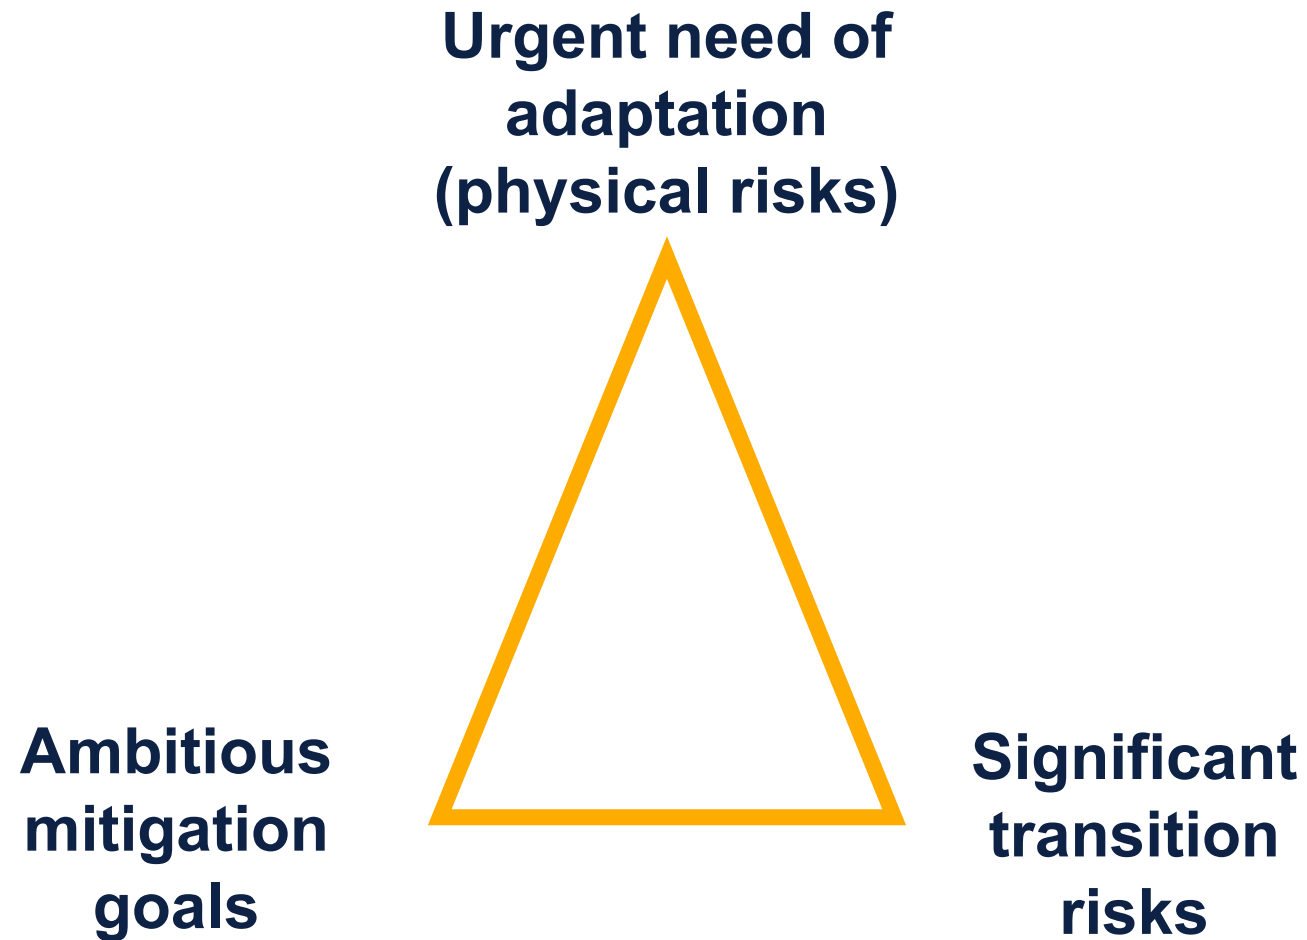 Urgent need of
adaptation
(physical risks)
Ambitious
mitigation
goals
Significant
transition
risks